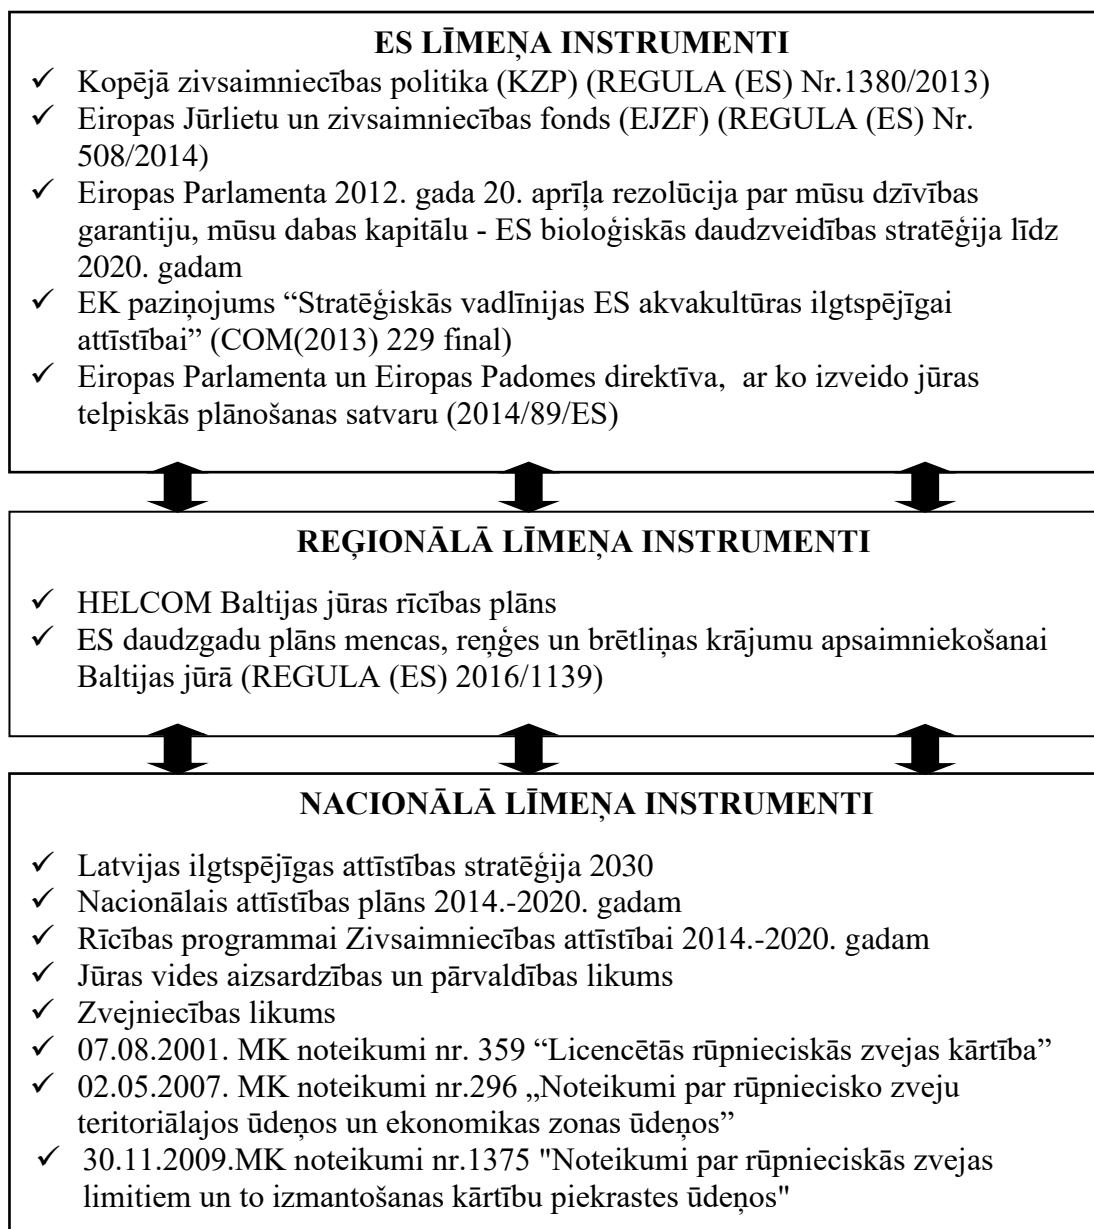 ES LĪMEŅA INSTRUMENTI
✓ Kopējā zivsaimniecības politika (KZP) (REGULA (ES) Nr.1380/2013)
✓ Eiropas Jūrlietu un zivsaimniecības fonds (EJZF) (REGULA (ES) Nr.
508/2014)
✓ Eiropas Parlamenta 2012. gada 20. aprīļa rezolūcija par mūsu dzīvības
garantiju, mūsu dabas kapitālu - ES bioloģiskās daudzveidības stratēģija līdz
2020. gadam
✓ EK paziņojums “Stratēģiskās vadlīnijas ES akvakultūras ilgtspējīgai
attīstībai” (COM(2013) 229 final)
✓ Eiropas Parlamenta un Eiropas Padomes direktīva, ar ko izveido jūras
telpiskās plānošanas satvaru (2014/89/ES)
REĢIONĀLĀ LĪMEŅA INSTRUMENTI
✓ HELCOM Baltijas jūras rīcības plāns
✓ ES daudzgadu plāns mencas, reņģes un brētliņas krājumu apsaimniekošanai
Baltijas jūrā (REGULA (ES) 2016/1139)
NACIONĀLĀ LĪMEŅA INSTRUMENTI
✓ Latvijas ilgtspējīgas attīstības stratēģija 2030
✓ Nacionālais attīstības plāns 2014.-2020. gadam
✓ Rīcības programmai Zivsaimniecības attīstībai 2014.-2020. gadam
✓ Jūras vides aizsardzības un pārvaldības likums
✓ Zvejniecības likums
✓ 07.08.2001. MK noteikumi nr. 359 “Licencētās rūpnieciskās zvejas kārtība”
✓ 02.05.2007. MK noteikumi nr.296 „Noteikumi par rūpniecisko zveju
teritoriālajos ūdeņos un ekonomikas zonas ūdeņos”
✓ 30.11.2009.MK noteikumi nr.1375 "Noteikumi par rūpnieciskās zvejas
limitiem un to izmantošanas kārtību piekrastes ūdeņos"